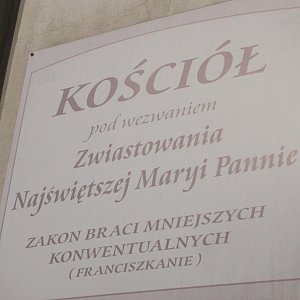 KOŚCIÓŁ
pod wezwaniem
Zwiastowania
Najświętszej Maryi Pannie
ZAKON BRACI MNIEJSZYCH
KONWENTUALNYCH
( FRANCISZKANIE )